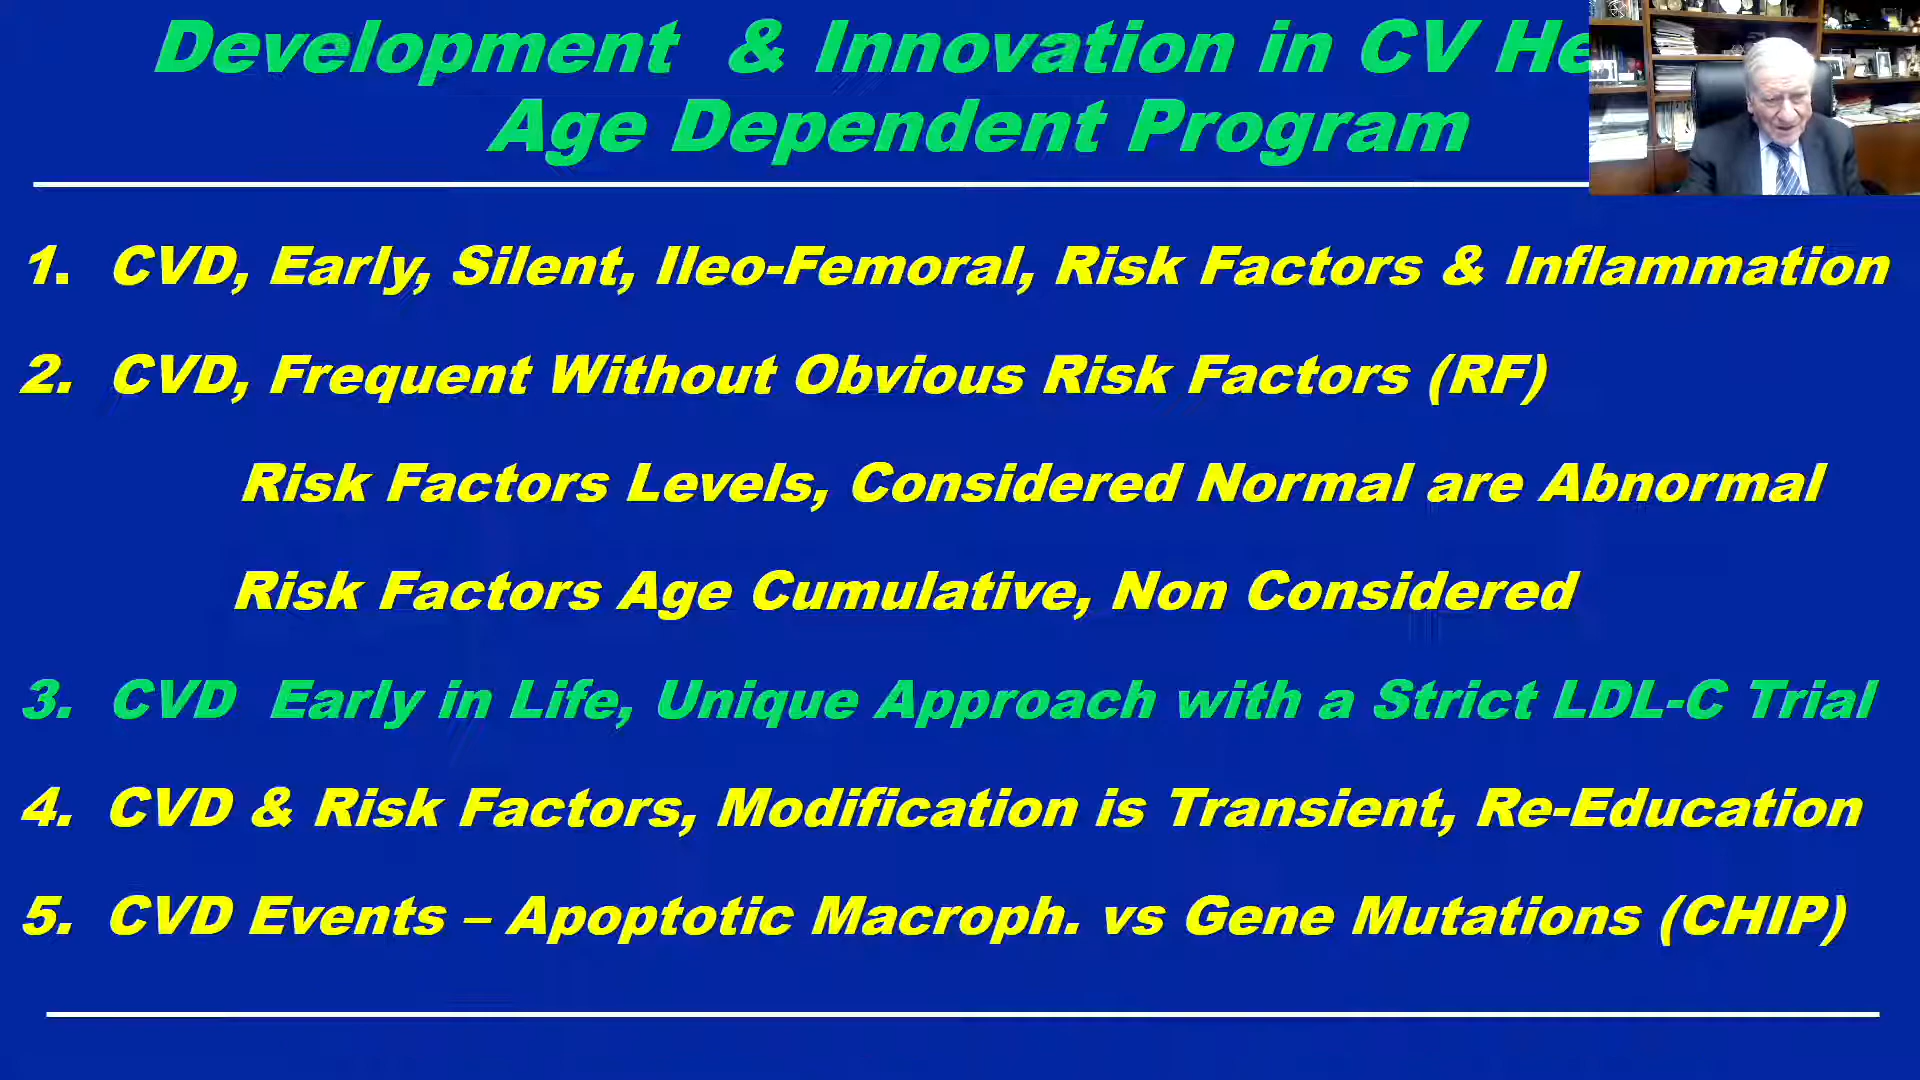 Development & Innovation in CV He
Age Dependent Program
1. CVD, Early, Silent, Ileo-Femoral, Risk Factors & Inflammation
2. CVD, Frequent Without Obvious Risk Factors (RF)
Risk Factors Levels, Considered Normal are Abnormal
Risk Factors Age Cumulative, Non Considered
3. CVD Early in Life, Unique Approach with a Strict LDL-C Trial
4. CVD & Risk Factors, Modification is Transient, Re-Education
5. CVD Events – Apoptotic Macroph. vs Gene Mutations (CHIP)